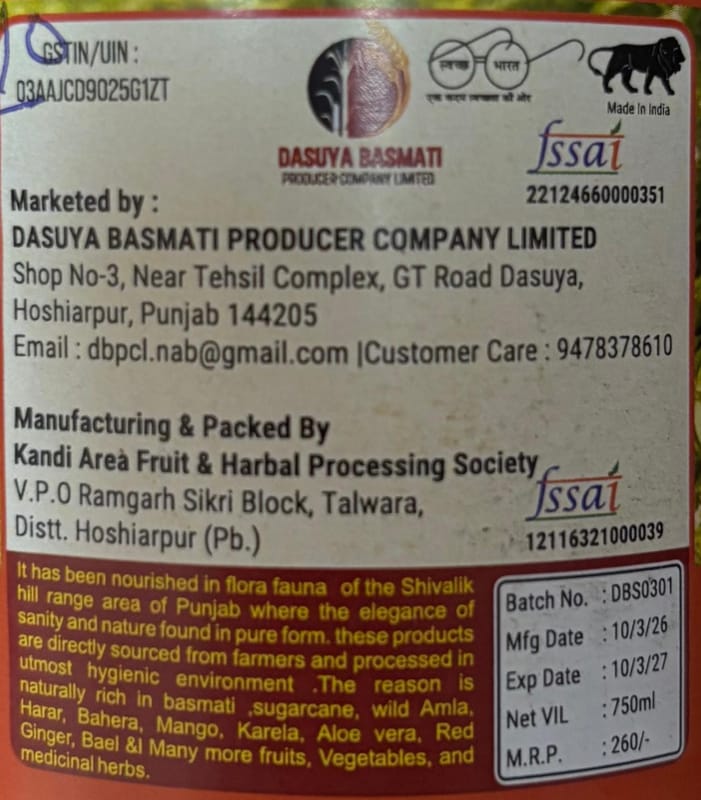 GSTIN/UIN :
03AAJCD9025G1ZT
स्वच्छ भारत
एक कदम स्वच्छता की ओर
Made In India
DASUYA BASMATI
PRODUCER COMPANY LIMITED
fssai
22124660000351
Marketed by :
DASUYA BASMATI PRODUCER COMPANY LIMITED
Shop No-3, Near Tehsil Complex, GT Road Dasuya,
Hoshiarpur, Punjab 144205
Email : dbpcl.nab@gmail.com |Customer Care : 9478378610
Manufacturing & Packed By
Kandi Area Fruit & Harbal Processing Society
V.P.O Ramgarh Sikri Block, Talwara,
Distt. Hoshiarpur (Pb.)
fssai
12116321000039
It has been nourished in flora fauna of the Shivalik
hill range area of Punjab where the elegance of
sanity and nature found in pure form. these products
are directly sourced from farmers and processed in
utmost hygienic environment .The reason is
naturally rich in basmati ,sugarcane, wild Amla,
Harar, Bahera, Mango, Karela, Aloe vera, Red
Ginger, Bael &l Many more fruits, Vegetables, and
medicinal herbs.
Batch No. : DBS0301
Mfg Date : 10/3/26
Exp Date : 10/3/27
Net VIL : 750ml
M.R.P. : 260/-